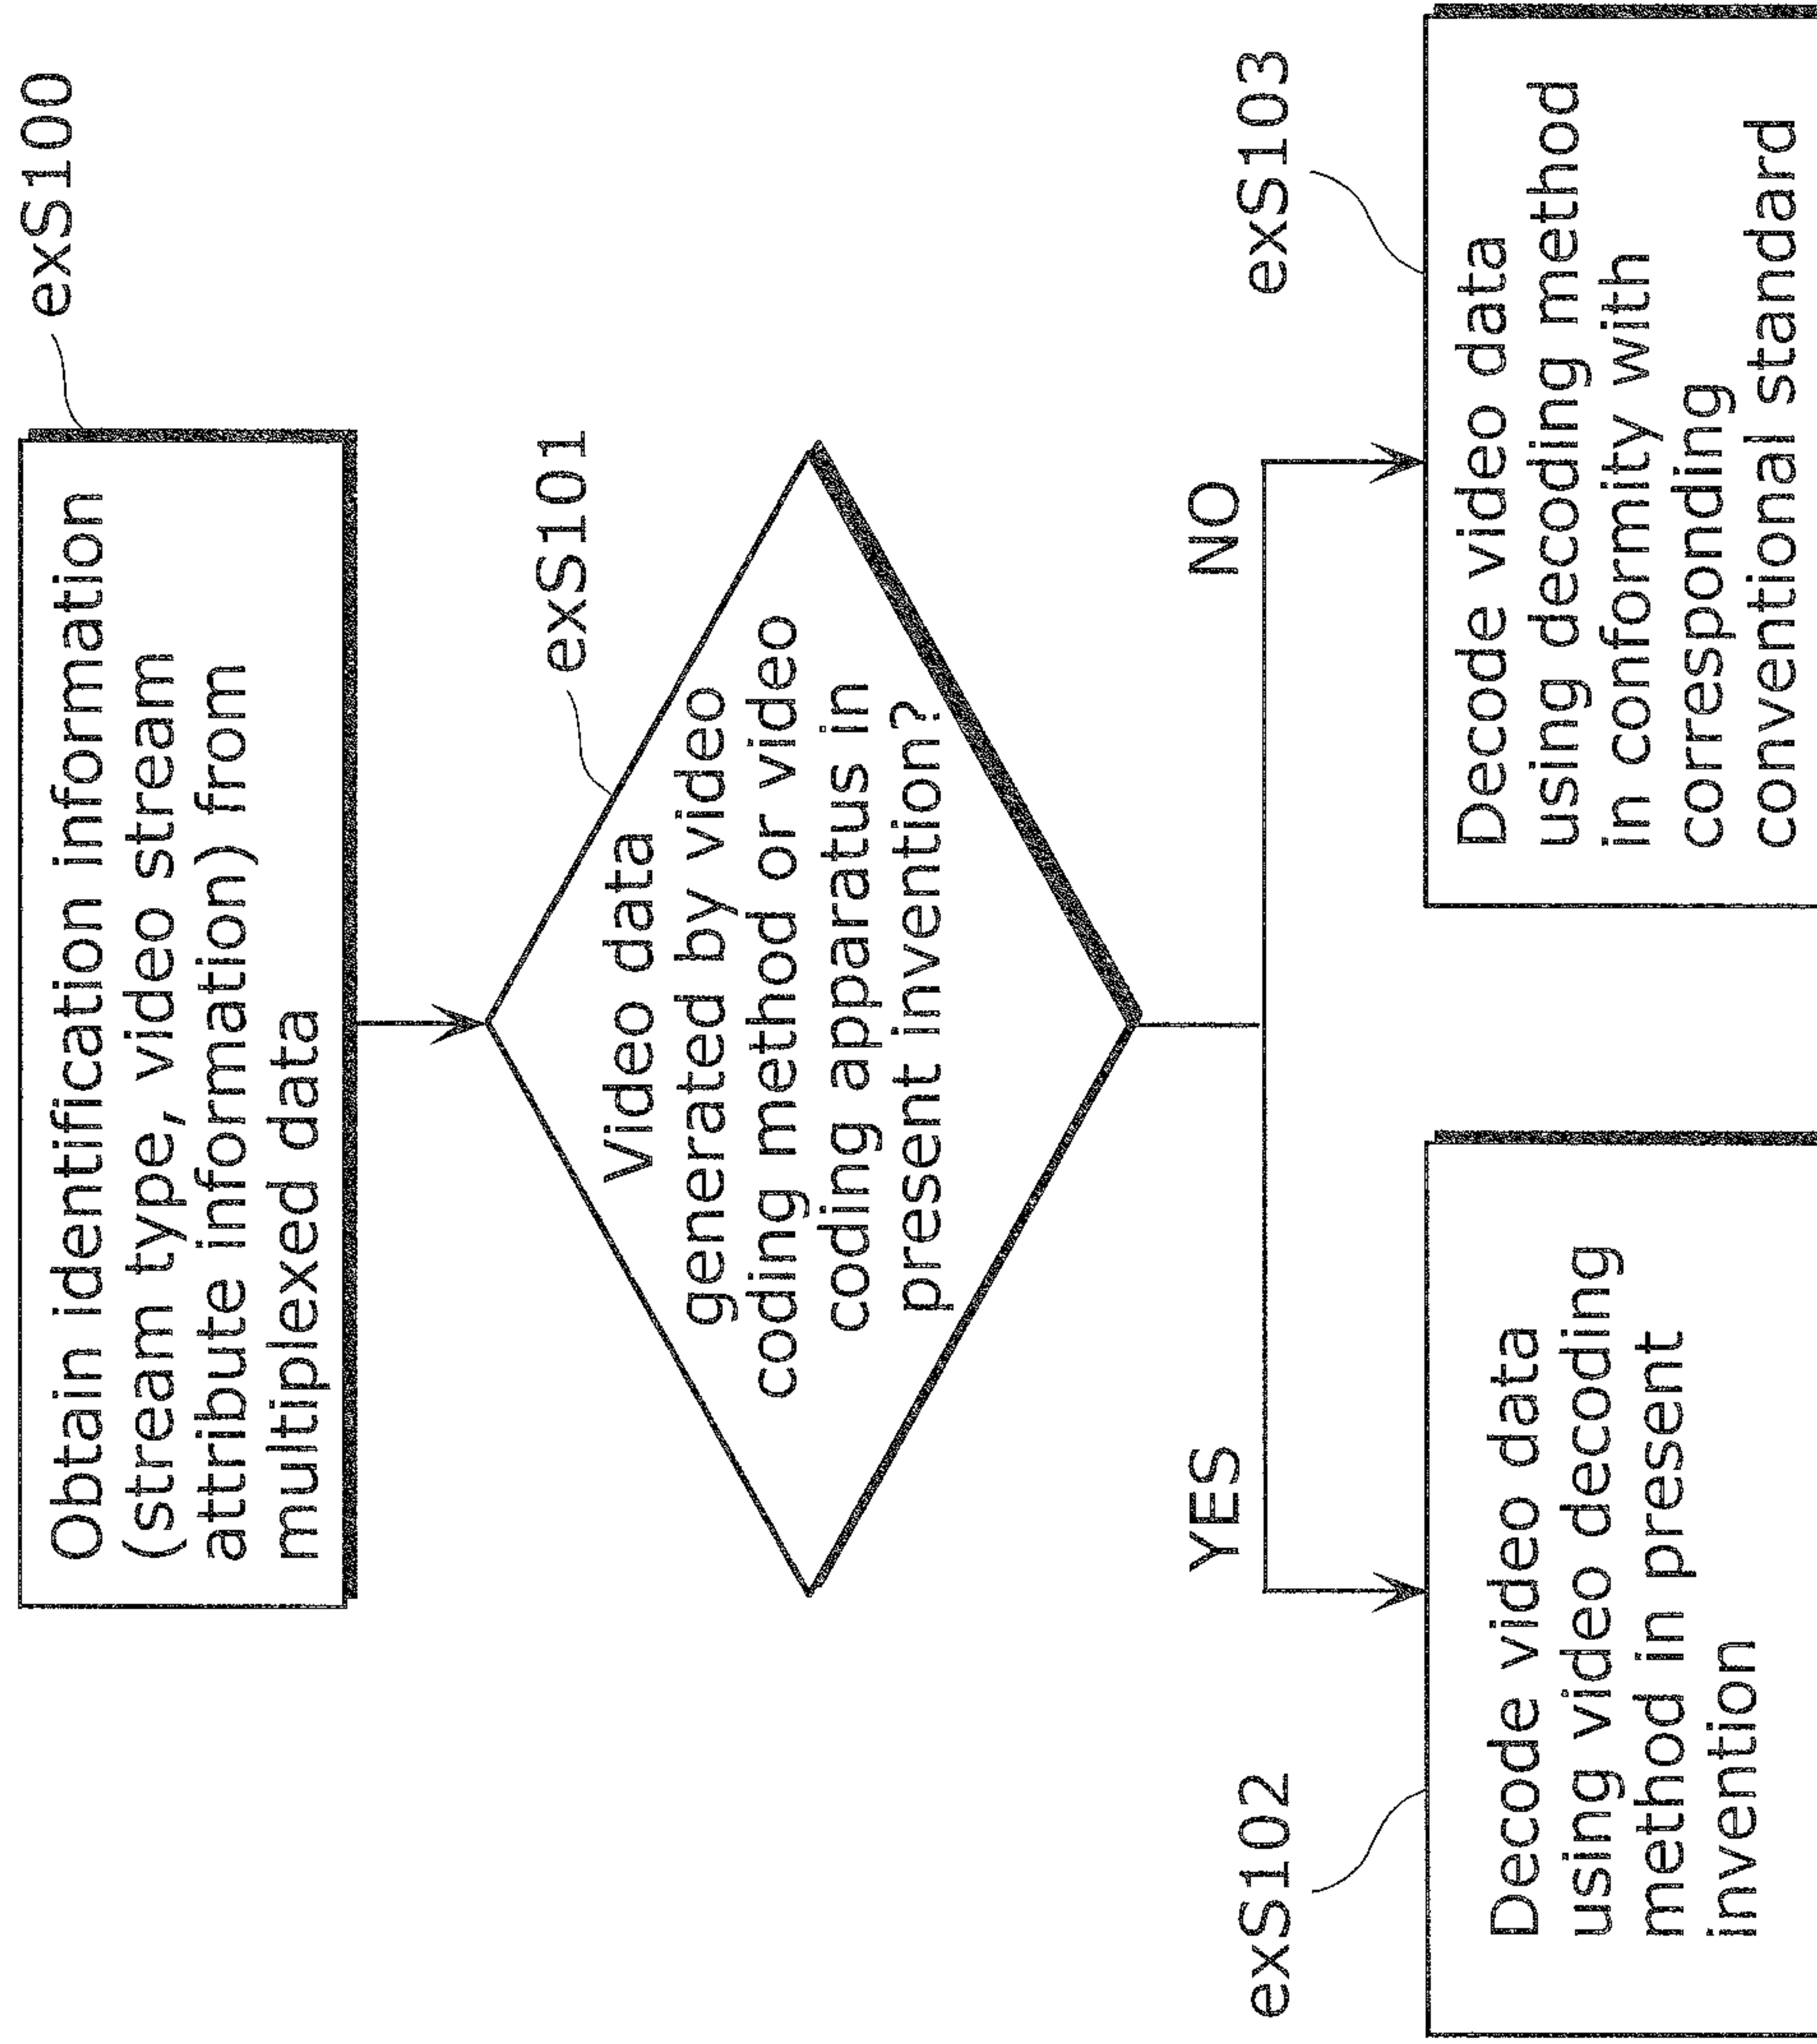 exS100
Obtain identification information
(stream type, video stream
attribute information) from
multiplexed data
exS101
Video data
generated by video
coding method or video
coding apparatus in
present invention?
YES
NO
exS102
Decode video data
using video decoding
method in present
invention
exS103
Decode video data
using decoding method
in conformity with
corresponding
conventional standard